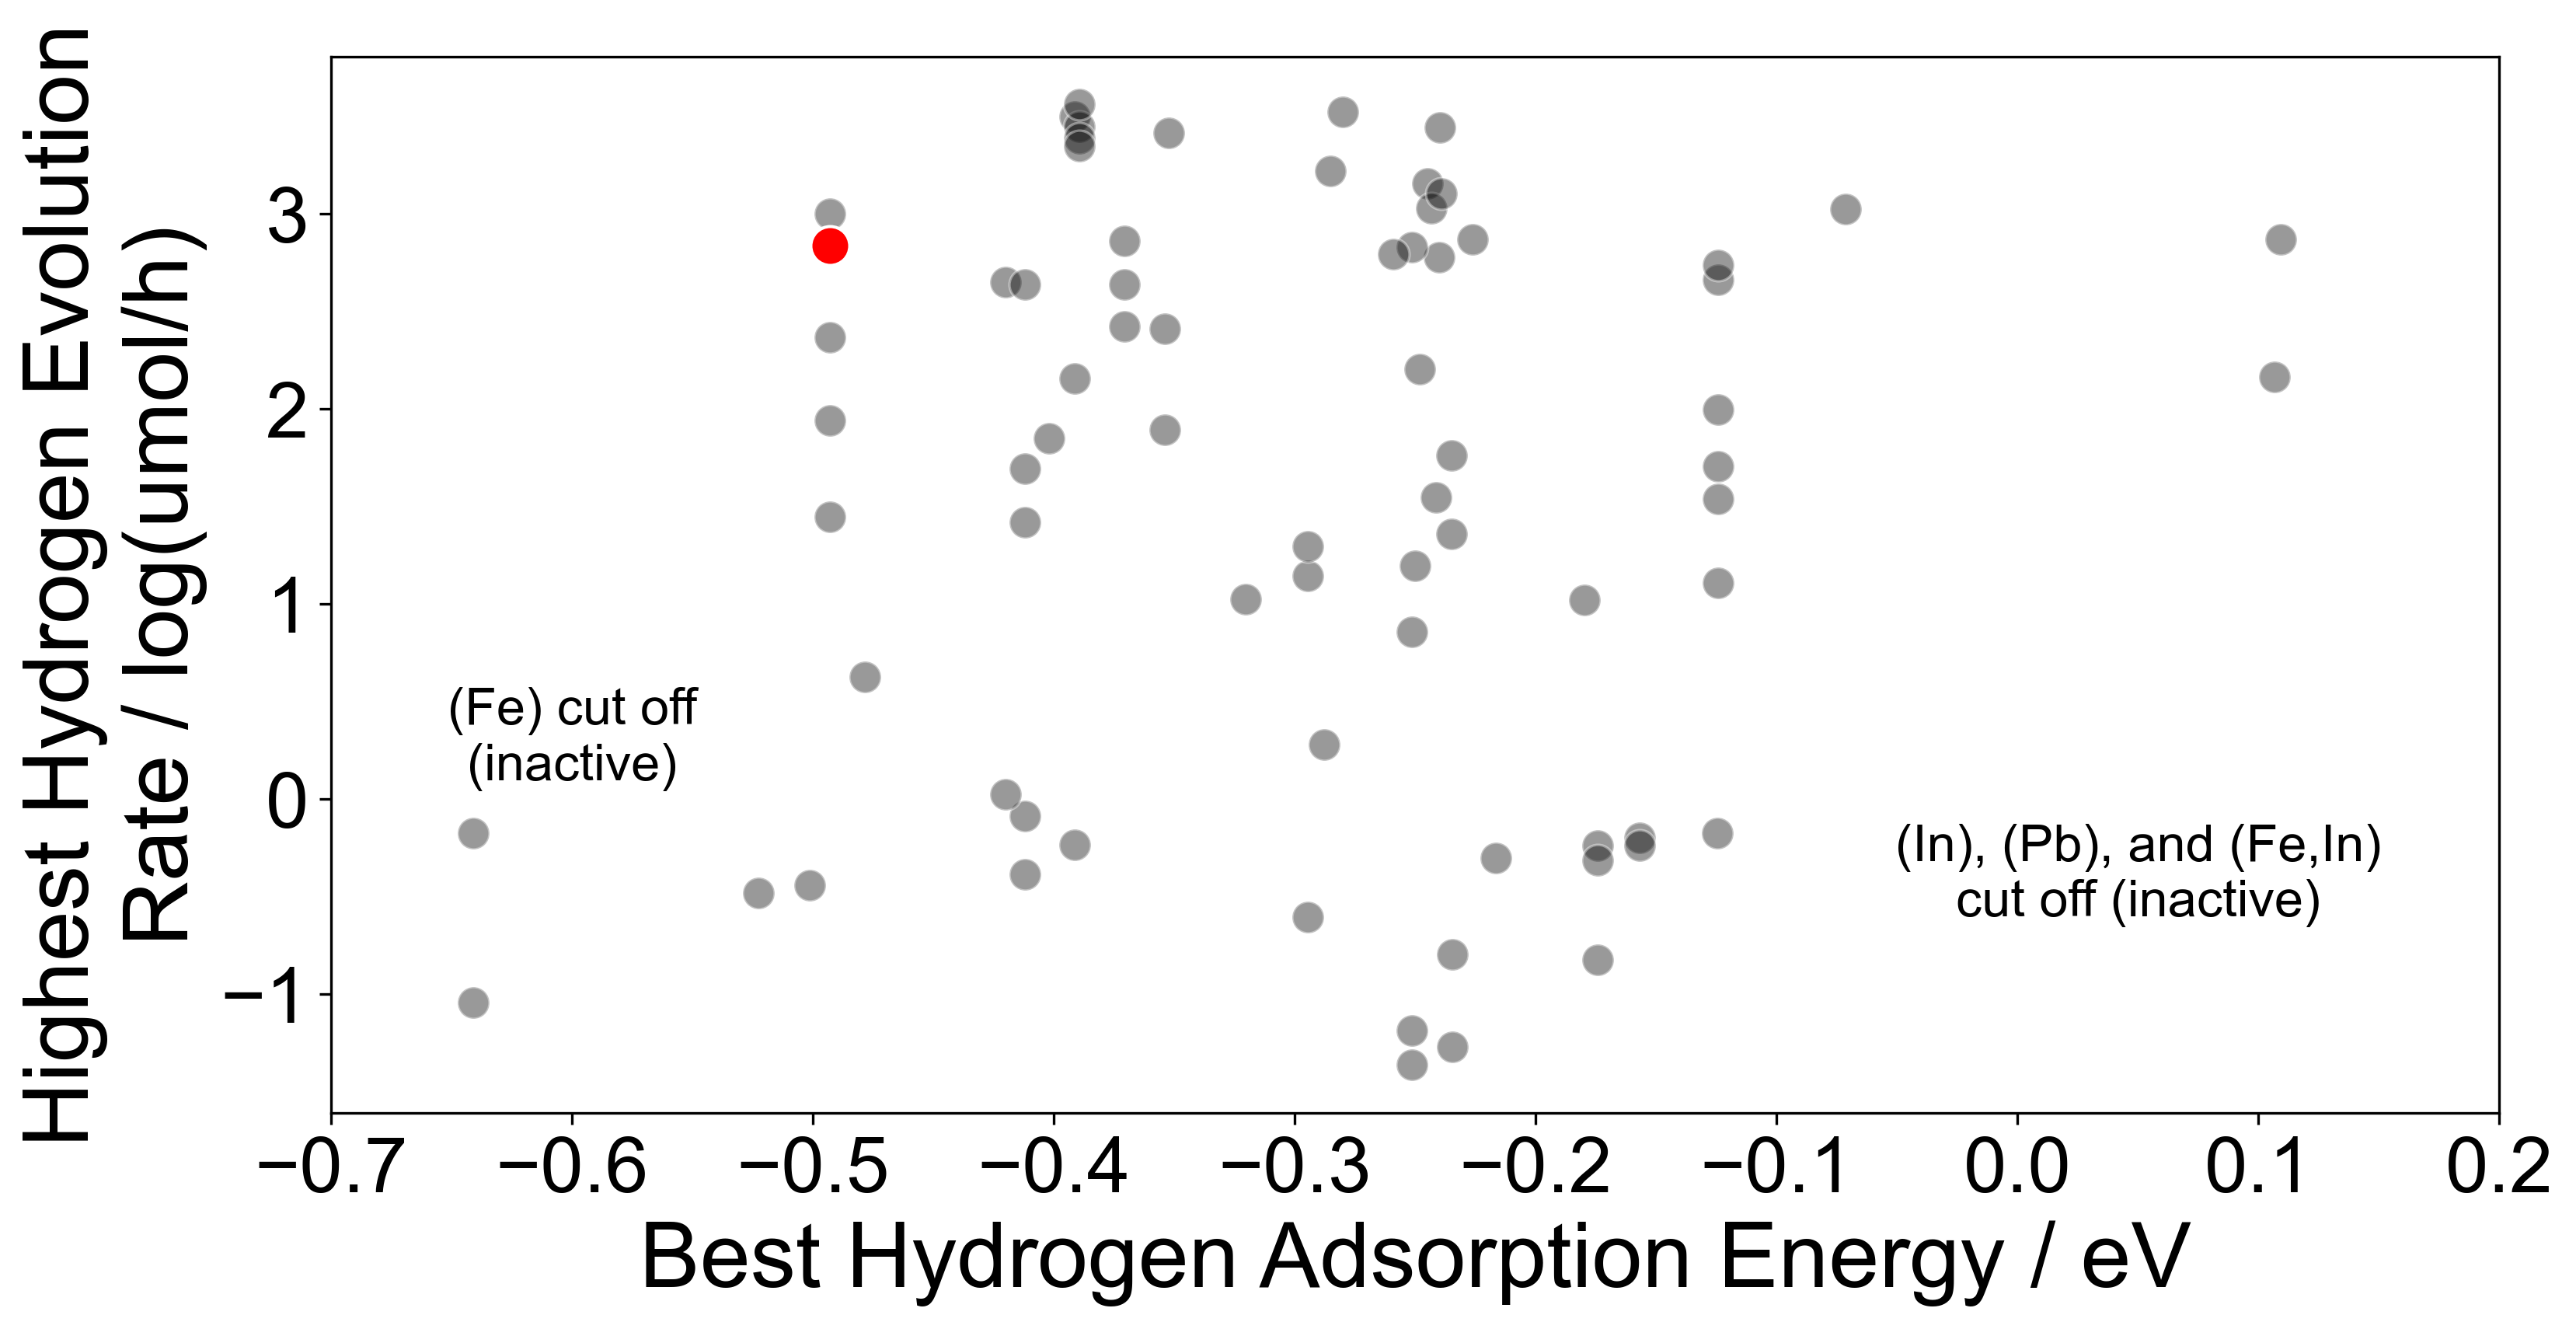 Highest Hydrogen Evolution
Rate / log(umol/h)
3
2
1
0
−1
(Fe) cut off
(inactive)
(In), (Pb), and (Fe,In)
cut off (inactive)
−0.7 −0.6 −0.5 −0.4 −0.3 −0.2 −0.1 0.0 0.1 0.2
Best Hydrogen Adsorption Energy / eV